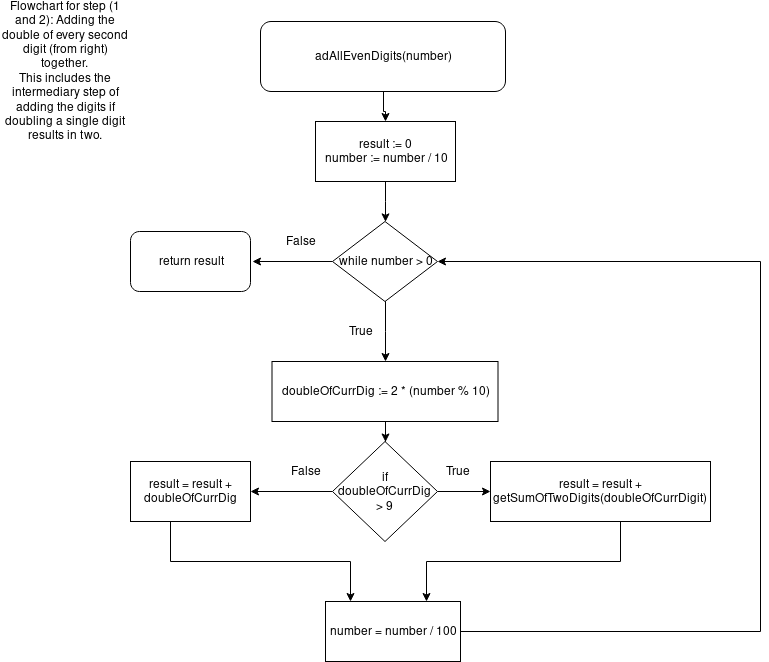 Flowchart for step (1
and 2): Adding the
double of every second
digit (from right)
together.
This includes the
intermediary step of
adding the digits if
doubling a single digit
results in two.
adAllEvenDigits(number)
result := 0
number := number / 10
while number > 0
False
return result
True
doubleOfCurrDig := 2 * (number % 10)
if
doubleOfCurrDig
> 9
False
result = result +
doubleOfCurrDig
True
result = result +
getSumOfTwoDigits(doubleOfCurrDigit)
number = number / 100